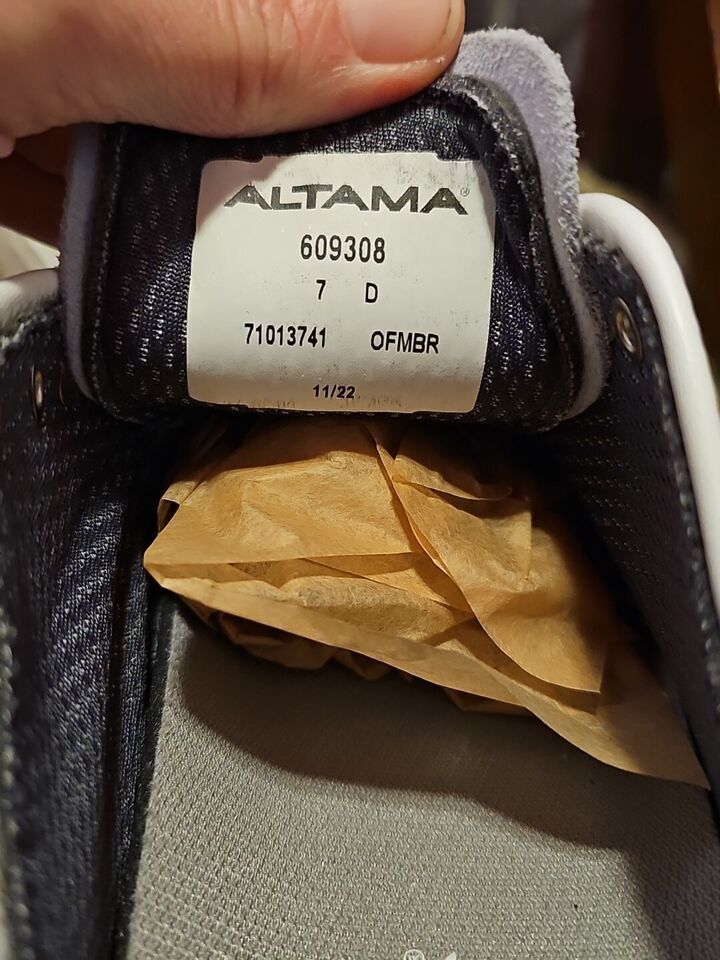 ALTAMA®
609308
7 D
71013741 OFMBR
11/22